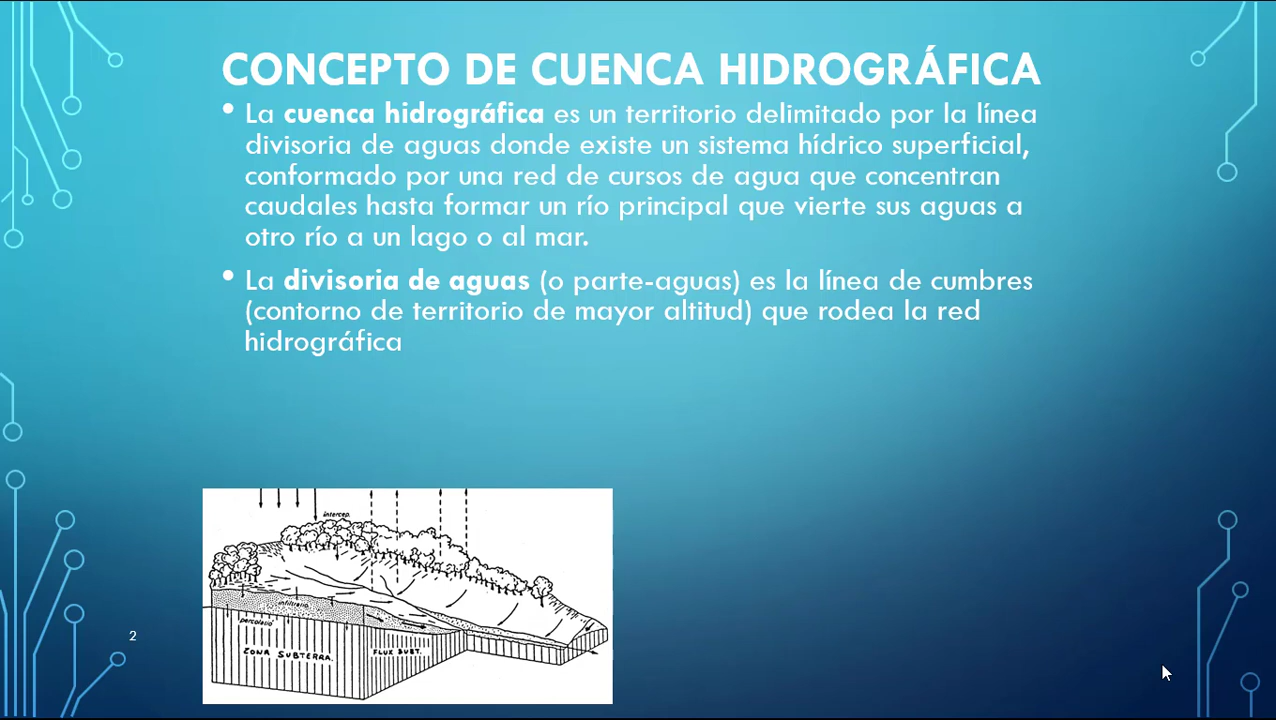 CONCEPTO DE CUENCA HIDROGRÁFICA
• La cuenca hidrográfica es un territorio delimitado por la línea
divisoria de aguas donde existe un sistema hídrico superficial,
conformado por una red de cursos de agua que concentran
caudales hasta formar un río principal que vierte sus aguas a
otro río a un lago o al mar.
• La divisoria de aguas (o parte-aguas) es la línea de cumbres
(contorno de territorio de mayor altitud) que rodea la red
hidrográfica
intercep.
infiltracio
percolacio
ZONA SUBTERRA.
FLUX SUBT.
2